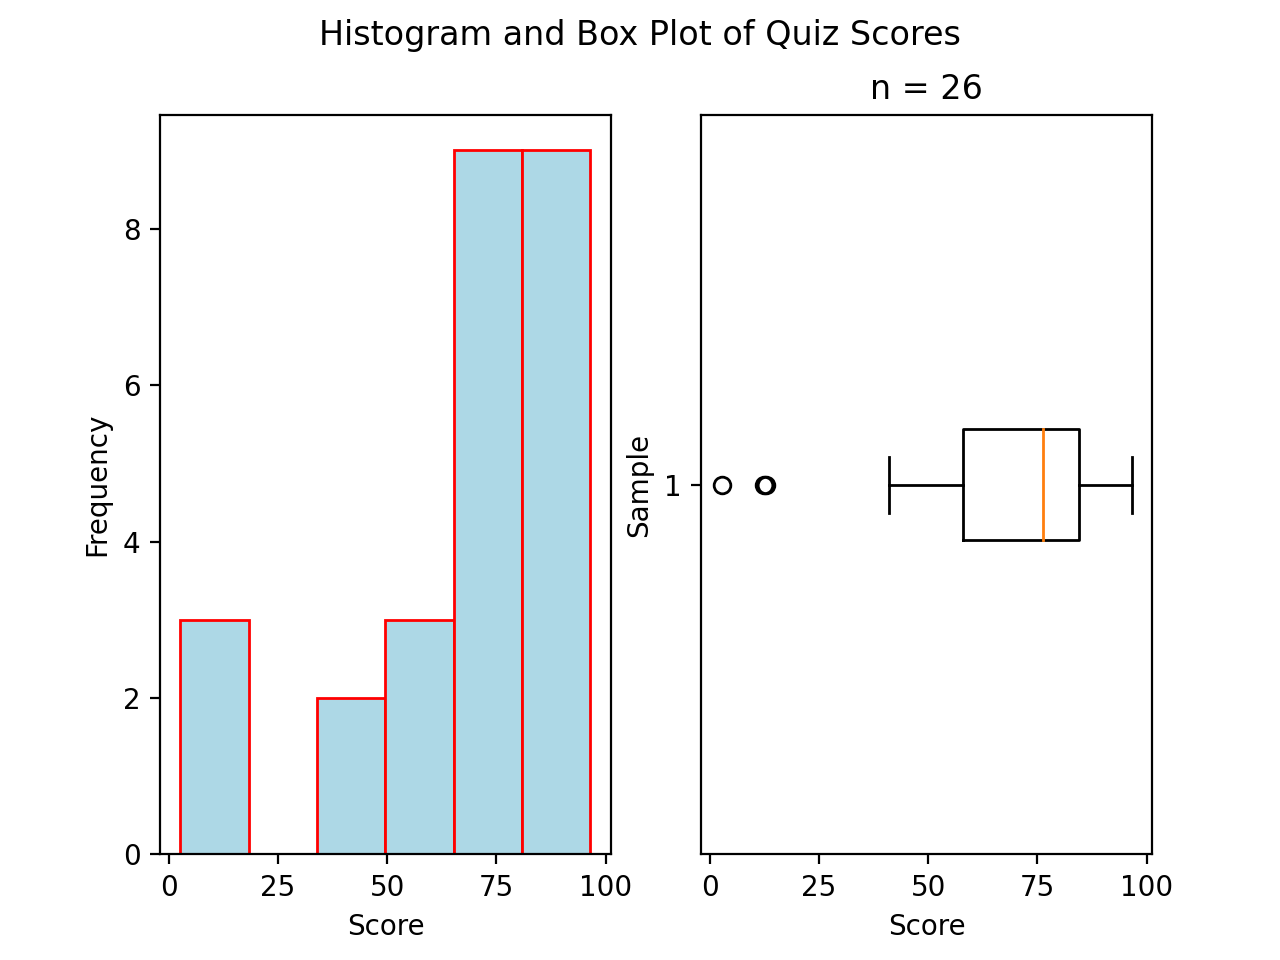 Histogram and Box Plot of Quiz Scores
8
6
4
2
0
Frequency
0 25 50 75 100
Score
n = 26
Sample
1
0 25 50 75 100
Score